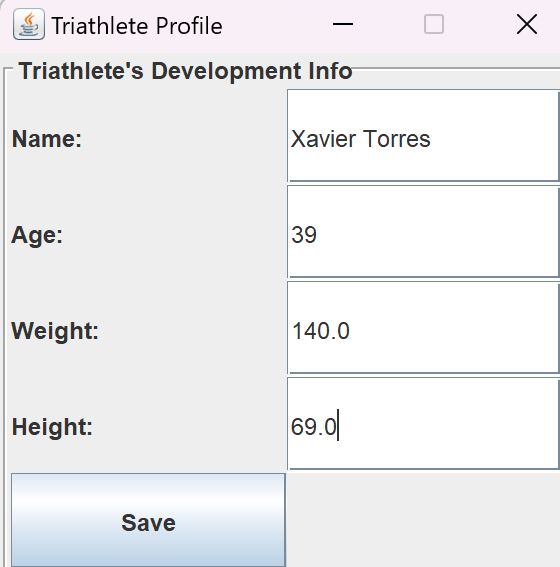 Triathlete Profile
Triathlete's Development Info
Name: Xavier Torres
Age: 39
Weight: 140.0
Height: 69.0
Save